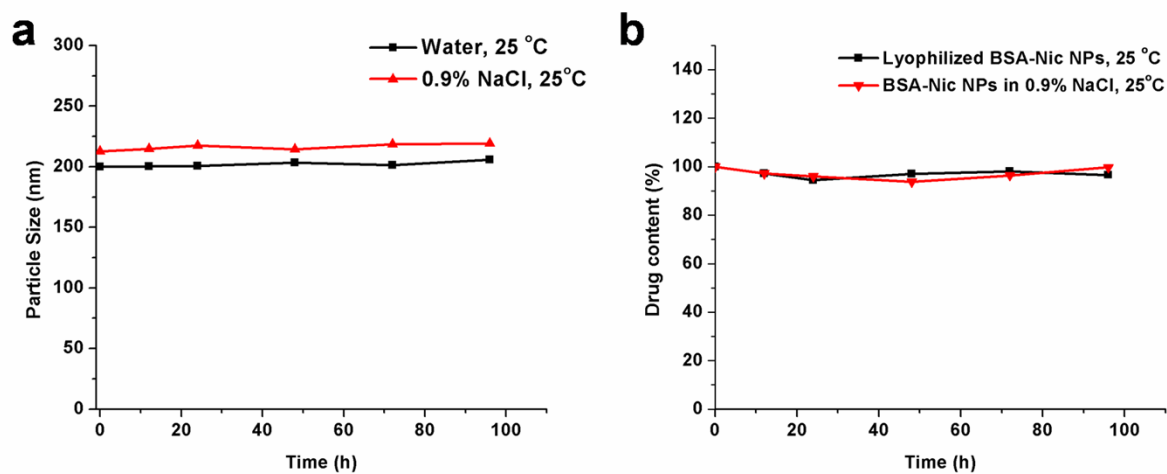 a
Water, 25 °C
0.9% NaCl, 25°C
Particle Size (nm)
300
250
200
150
100
50
0
0 20 40 60 80 100
Time (h)
b
Lyophilized BSA-Nic NPs, 25 °C
BSA-Nic NPs in 0.9% NaCl, 25°C
Drug content (%)
140
120
100
80
60
40
20
0
0 20 40 60 80 100
Time (h)